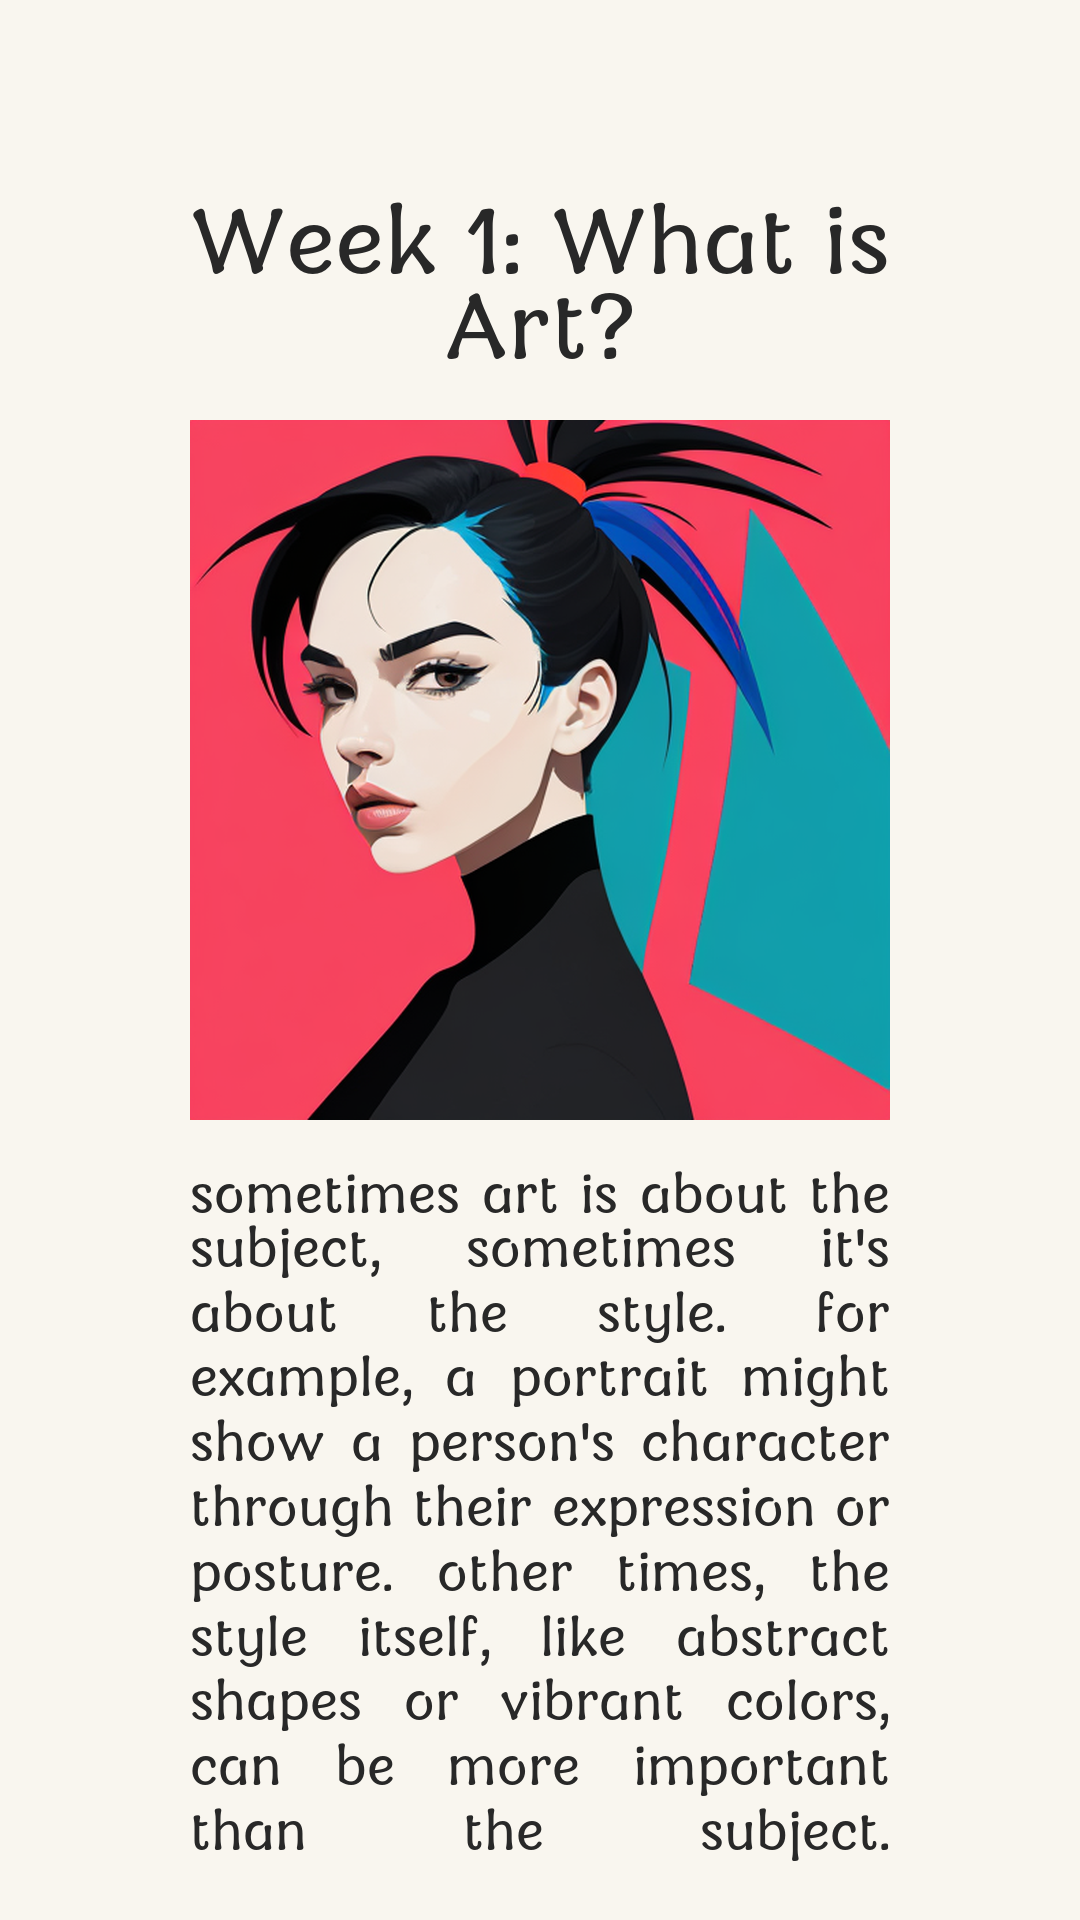 Week 1: What is
Art?
sometimes art is about the
subject, sometimes it's
about the style. for
example, a portrait might
show a person's character
through their expression or
posture. other times, the
style itself, like abstract
shapes or vibrant colors,
can be more important
than the subject.